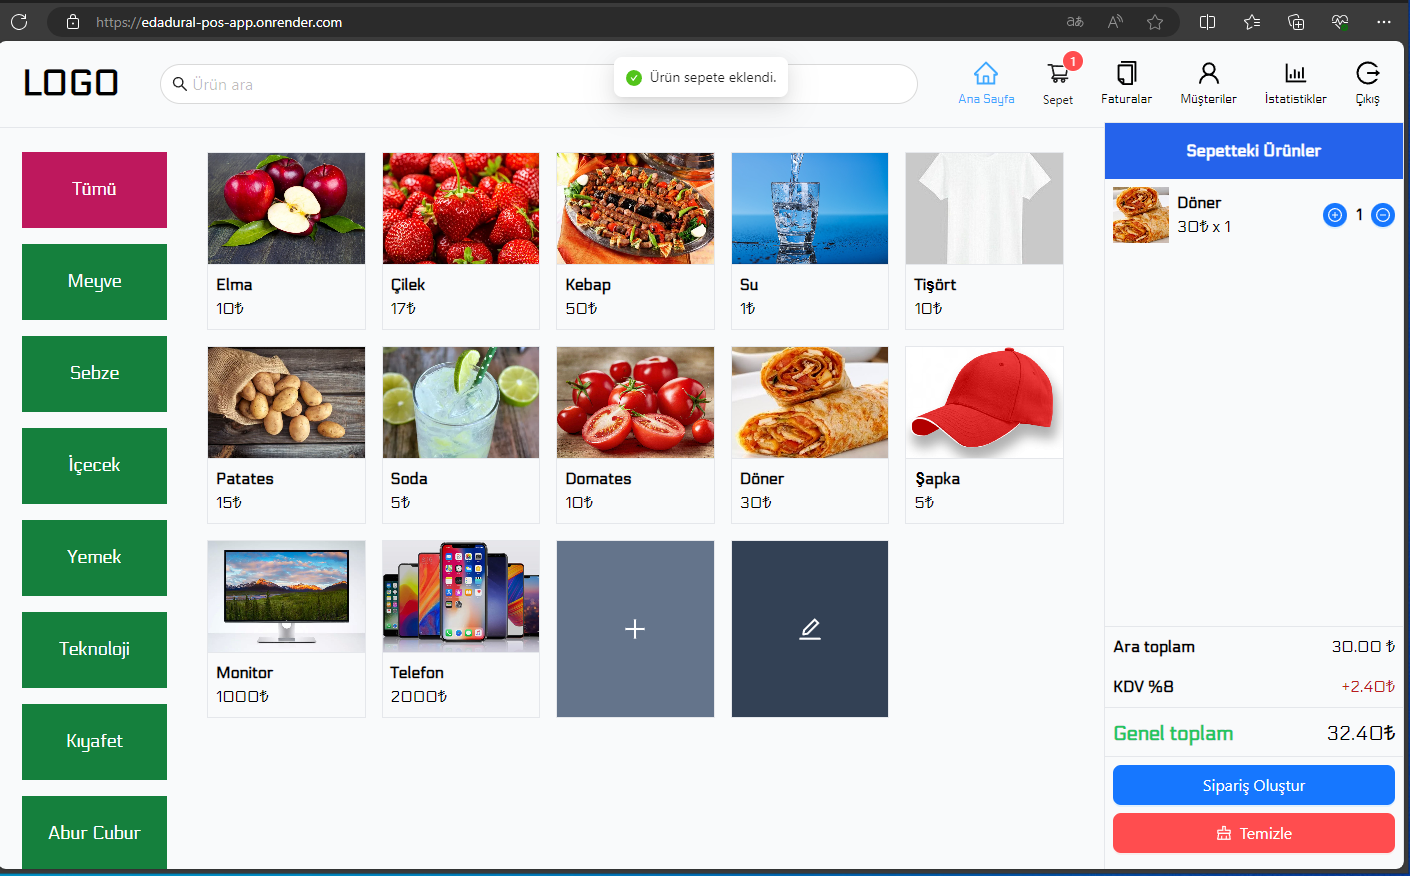 https://edadural-pos-app.onrender.com
LOGO
Ürün ara
Ürün sepete eklendi.
Ana Sayfa
1
Sepet
Faturalar
Müşteriler
İstatistikler
Çıkış
Tümü
Meyve
Sebze
İçecek
Yemek
Teknoloji
Kıyafet
Abur Cubur
Elma
10₺
Çilek
17₺
Kebap
50₺
Su
1₺
Tişört
10₺
Patates
15₺
Soda
5₺
Domates
10₺
Döner
30₺
Şapka
5₺
Monitor
1000₺
Telefon
2000₺
Sepetteki Ürünler
Döner
30₺ x 1
1
Ara toplam 30.00 ₺
KDV %8 +2.40₺
Genel toplam 32.40₺
Sipariş Oluştur
Temizle